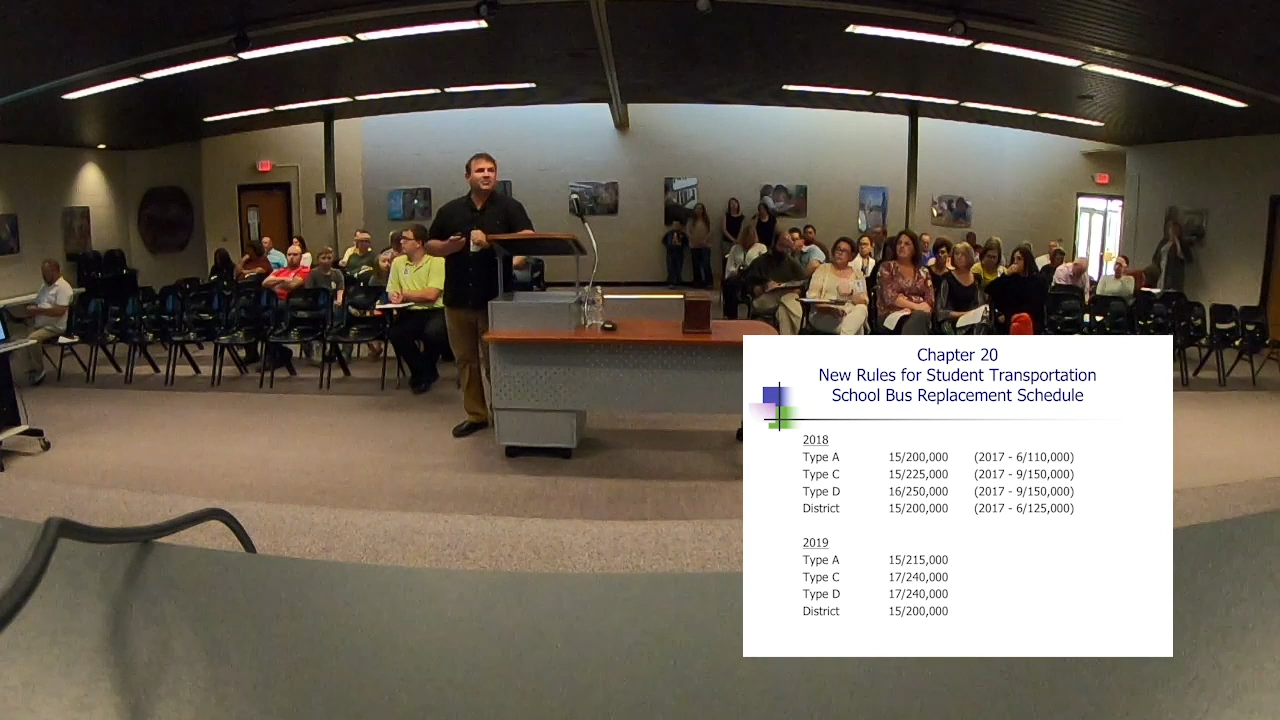 Chapter 20
New Rules for Student Transportation
School Bus Replacement Schedule
2018
Type A 15/200,000 (2017 - 6/110,000)
Type C 15/225,000 (2017 - 9/150,000)
Type D 16/250,000 (2017 - 9/150,000)
District 15/200,000 (2017 - 6/125,000)
2019
Type A 15/215,000
Type C 17/240,000
Type D 17/240,000
District 15/200,000